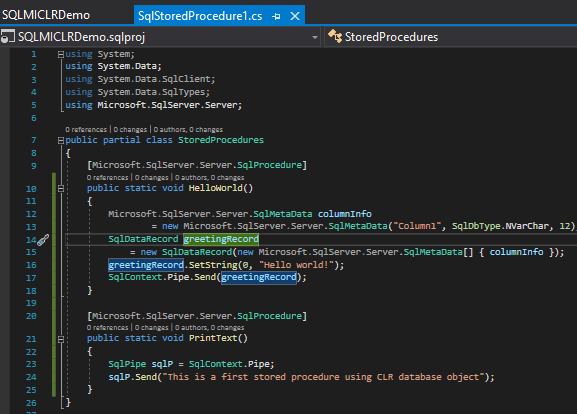 SQLMICLRDemo
SqlStoredProcedure1.cs
SQLMICLRDemo.sqlproj
StoredProcedures
1 using System;
2 using System.Data;
3 using System.Data.SqlClient;
4 using System.Data.SqlTypes;
5 using Microsoft.SqlServer.Server;
6
0 references | 0 changes | 0 authors, 0 changes
7 public partial class StoredProcedures
8 {
9 [Microsoft.SqlServer.Server.SqlProcedure]
0 references | 0 changes | 0 authors, 0 changes
10 public static void HelloWorld()
11 {
12 Microsoft.SqlServer.Server.SqlMetaData columnInfo
13 = new Microsoft.SqlServer.Server.SqlMetaData("Column1", SqlDbType.NVarChar, 12)
14 SqlDataRecord greetingRecord
15 = new SqlDataRecord(new Microsoft.SqlServer.Server.SqlMetaData[] { columnInfo });
16 greetingRecord.SetString(0, "Hello world!");
17 SqlContext.Pipe.Send(greetingRecord);
18 }
19
20 [Microsoft.SqlServer.Server.SqlProcedure]
0 references | 0 changes | 0 authors, 0 changes
21 public static void PrintText()
22 {
23 SqlPipe sqlP = SqlContext.Pipe;
24 sqlP.Send("This is a first stored procedure using CLR database object");
25 }
26 }